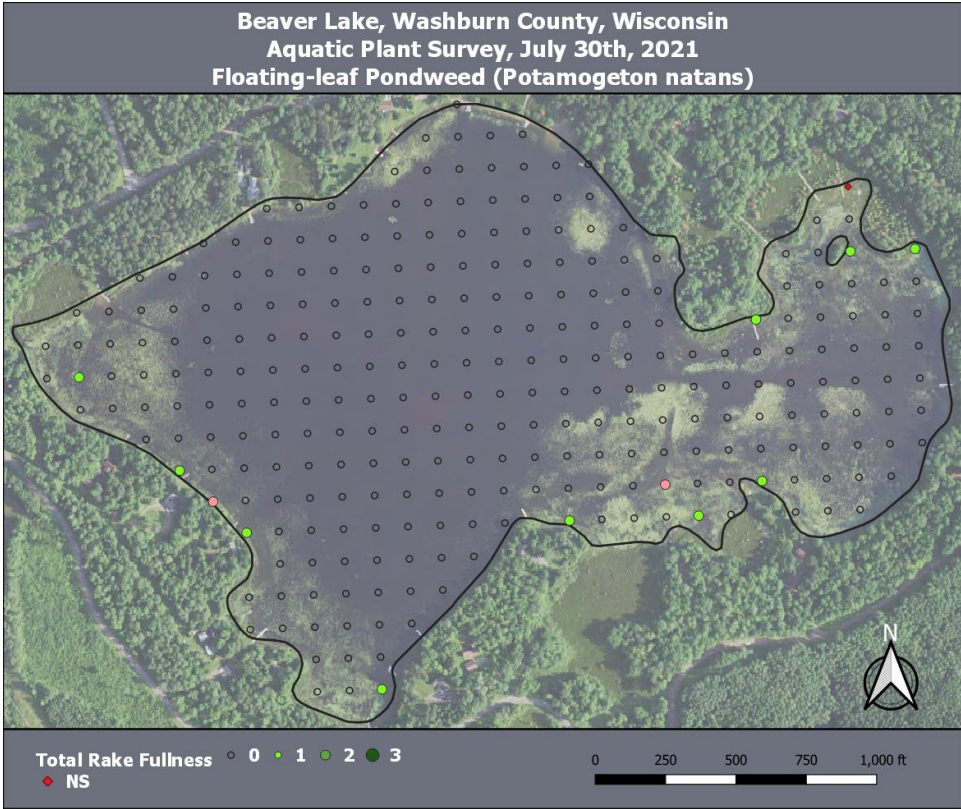 Beaver Lake, Washburn County, Wisconsin
Aquatic Plant Survey, July 30th, 2021
Floating-leaf Pondweed (Potamogeton natans)
N
Total Rake Fullness 0 1 2 3
NS
0 250 500 750 1,000 ft